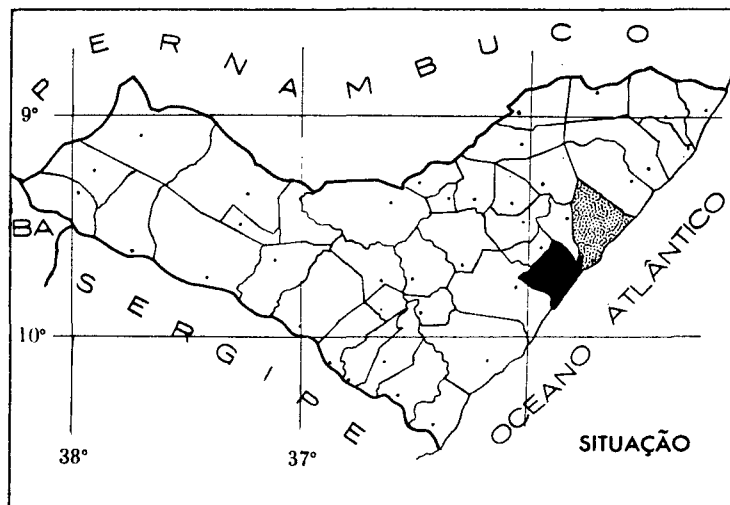 PERNAMBUCO
9°
BA
SERGIPE
OCEANO ATLÂNTICO
10°
38°
37°
SITUAÇÃO